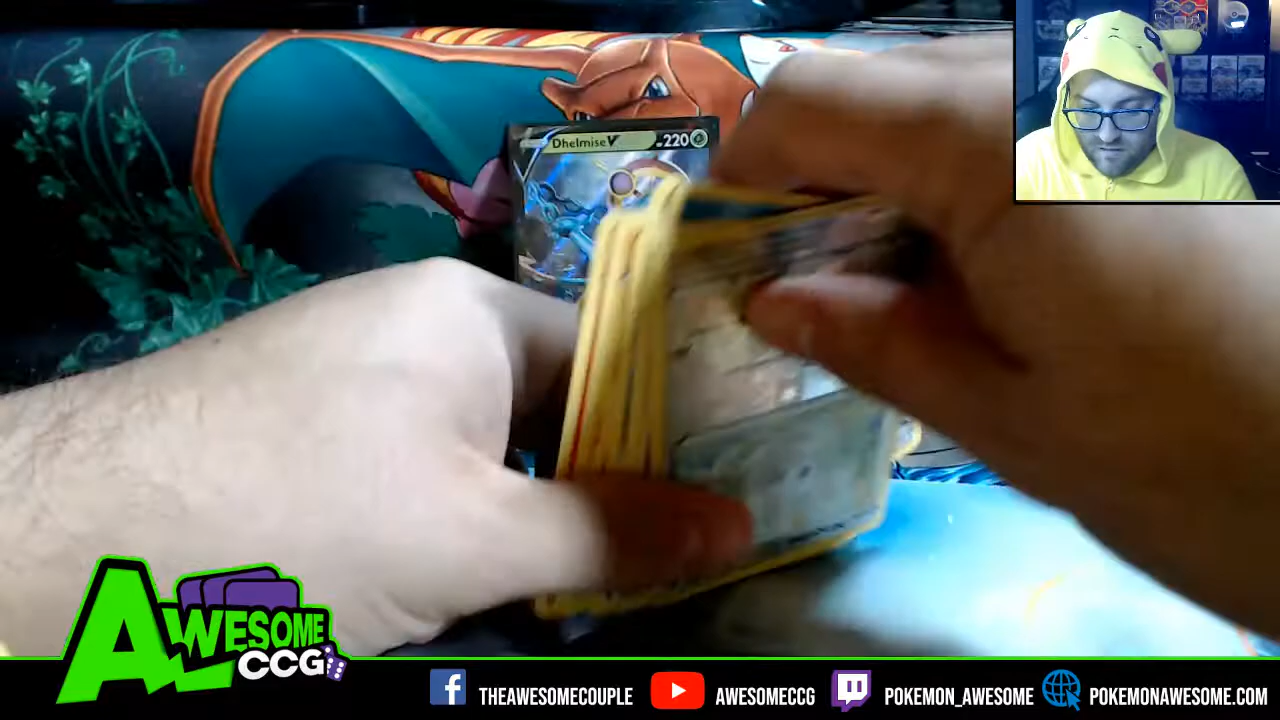 Dhelmise V 220
AWESOME
CCG
THEAWESOMECOUPLE
AWESOMECCG
POKEMON_AWESOME
POKEMONAWESOME.COM